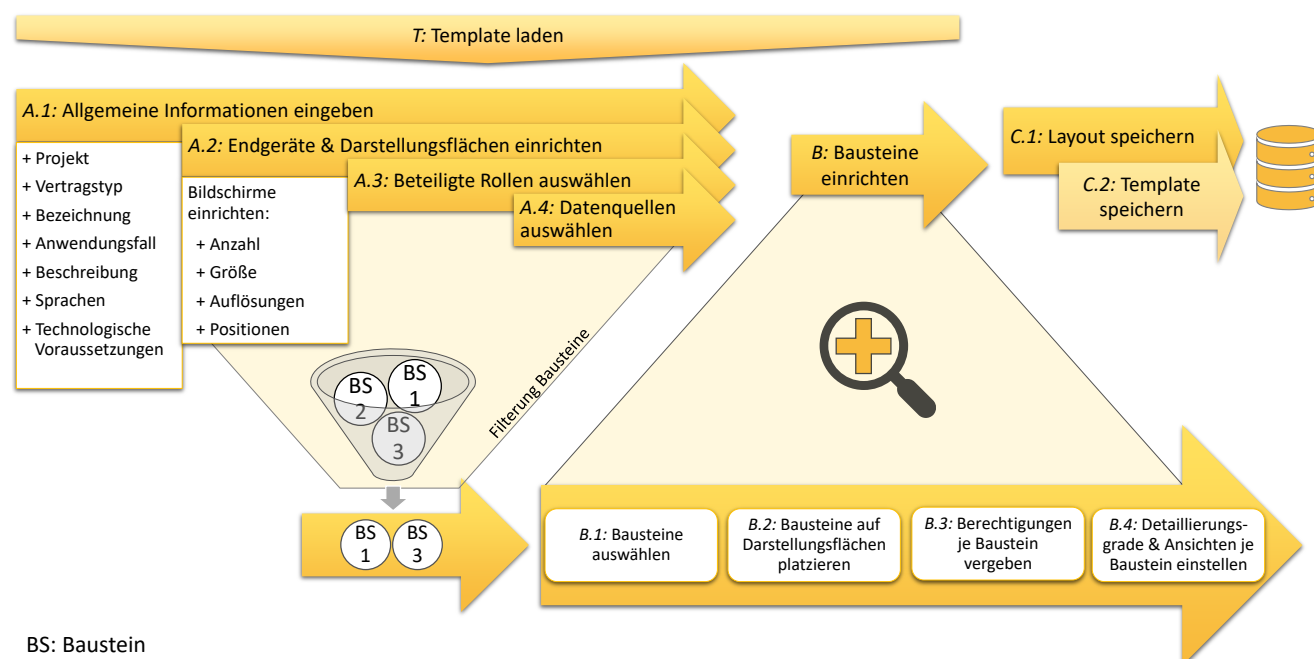 T: Template laden
A.1: Allgemeine Informationen eingeben
+ Projekt
+ Vertragstyp
+ Bezeichnung
+ Anwendungsfall
+ Beschreibung
+ Sprachen
+ Technologische
Voraussetzungen
A.2: Endgeräte & Darstellungsflächen einrichten
Bildschirme
einrichten:
+ Anzahl
+ Größe
+ Auflösungen
+ Positionen
A.3: Beteiligte Rollen auswählen
A.4: Datenquellen
auswählen
BS
2
BS
1
BS
3
Filterung Bausteine
BS
1
BS
3
B: Bausteine
einrichten
C.1: Layout speichern
C.2: Template
speichern
B.1: Bausteine
auswählen
B.2: Bausteine auf
Darstellungsflächen
platzieren
B.3: Berechtigungen
je Baustein
vergeben
B.4: Detaillierungs-
grade & Ansichten je
Baustein einstellen
BS: Baustein